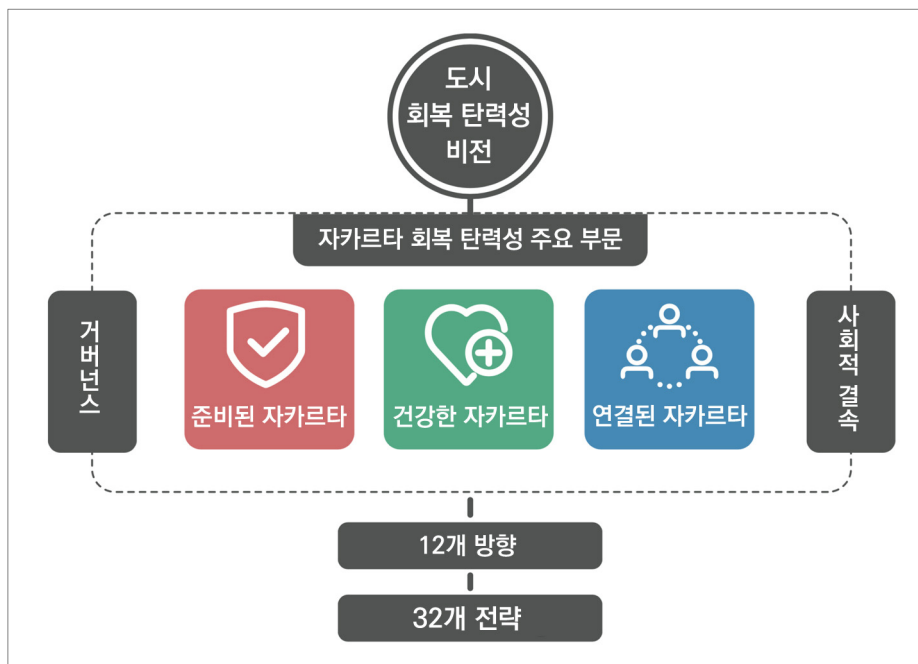 도시
회복 탄력성
비전
자카르타 회복 탄력성 주요 부문
거버넌스
준비된 자카르타
건강한 자카르타
연결된 자카르타
사회적 결속
12개 방향
32개 전략